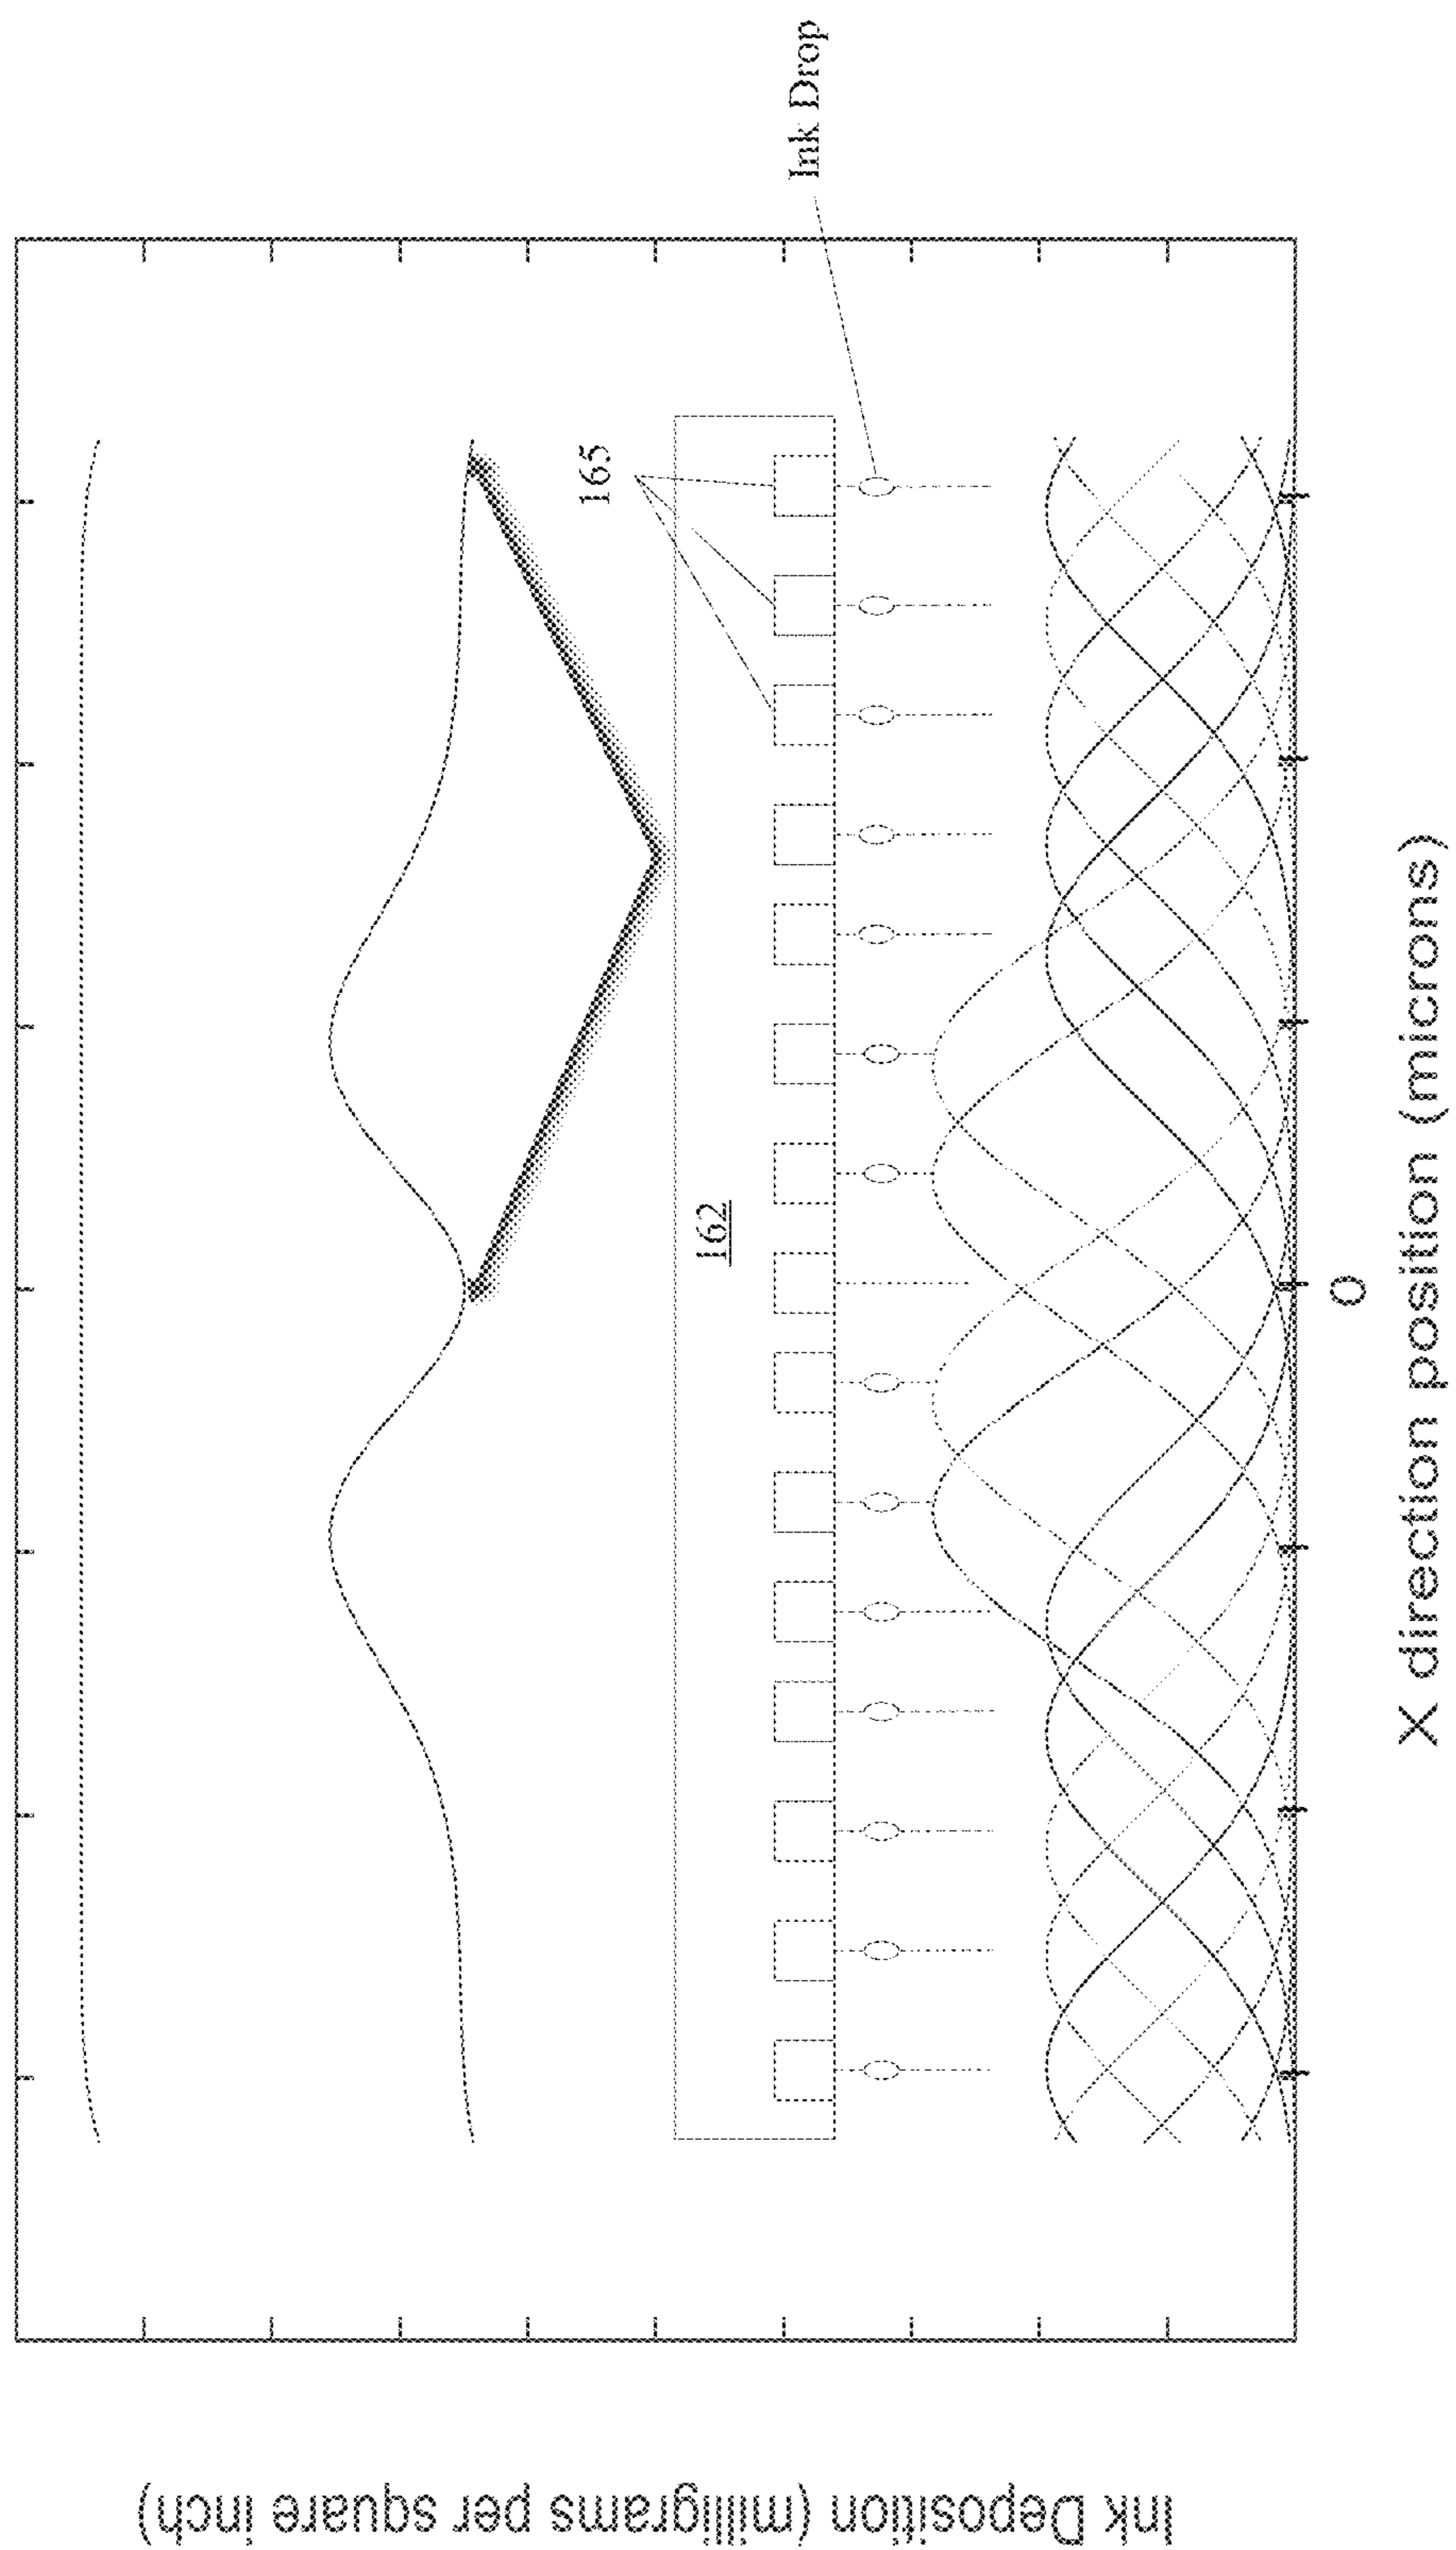 Ink Deposition (milligrams per square inch)
165
162
Ink Drop
0
X direction position (microns)